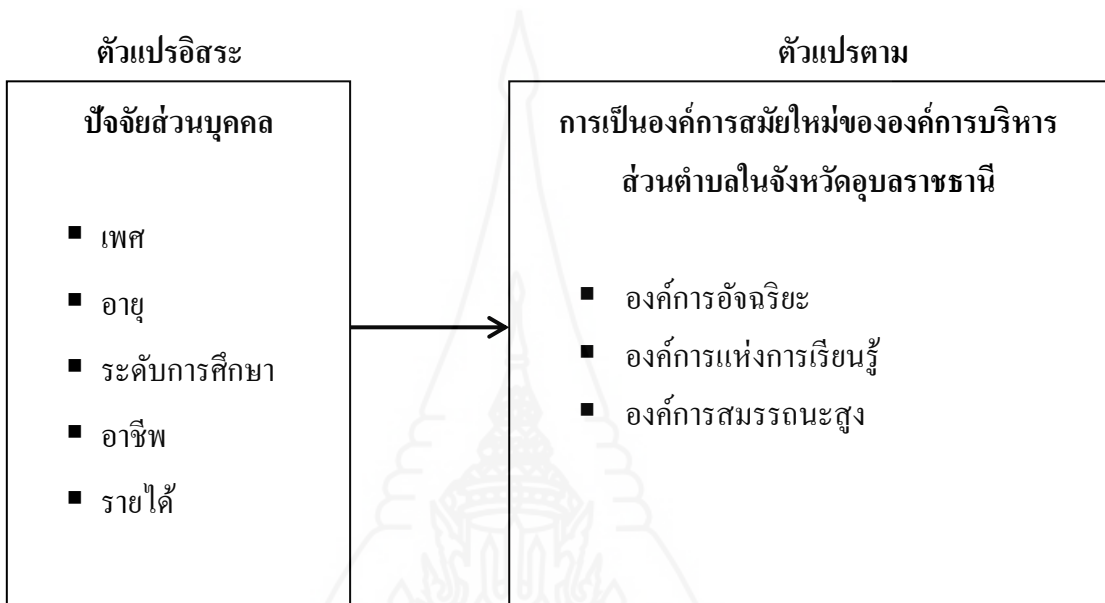 ตัวแปรอิสระ
ปัจจัยส่วนบุคคล
▪ เพศ
▪ อายุ
▪ ระดับการศึกษา
▪ อาชีพ
▪ รายได้
ตัวแปรตาม
การเป็นองค์การสมัยใหม่ขององค์การบริหาร
ส่วนตำบลในจังหวัดอุบลราชธานี
▪ องค์การอัจฉริยะ
▪ องค์การแห่งการเรียนรู้
▪ องค์การสมรรถนะสูง